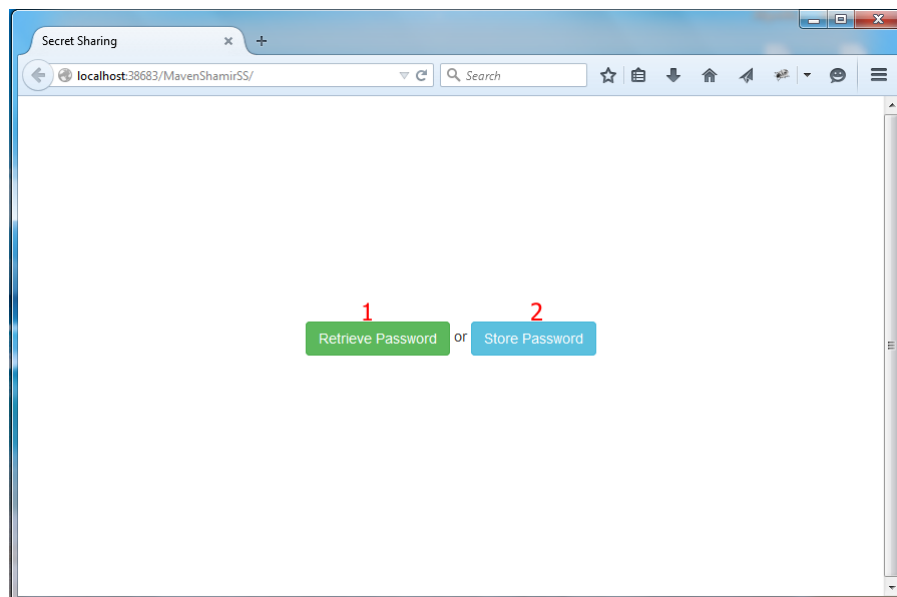 Secret Sharing
localhost:38683/MavenShamirSS/
Search
1
2
Retrieve Password or Store Password